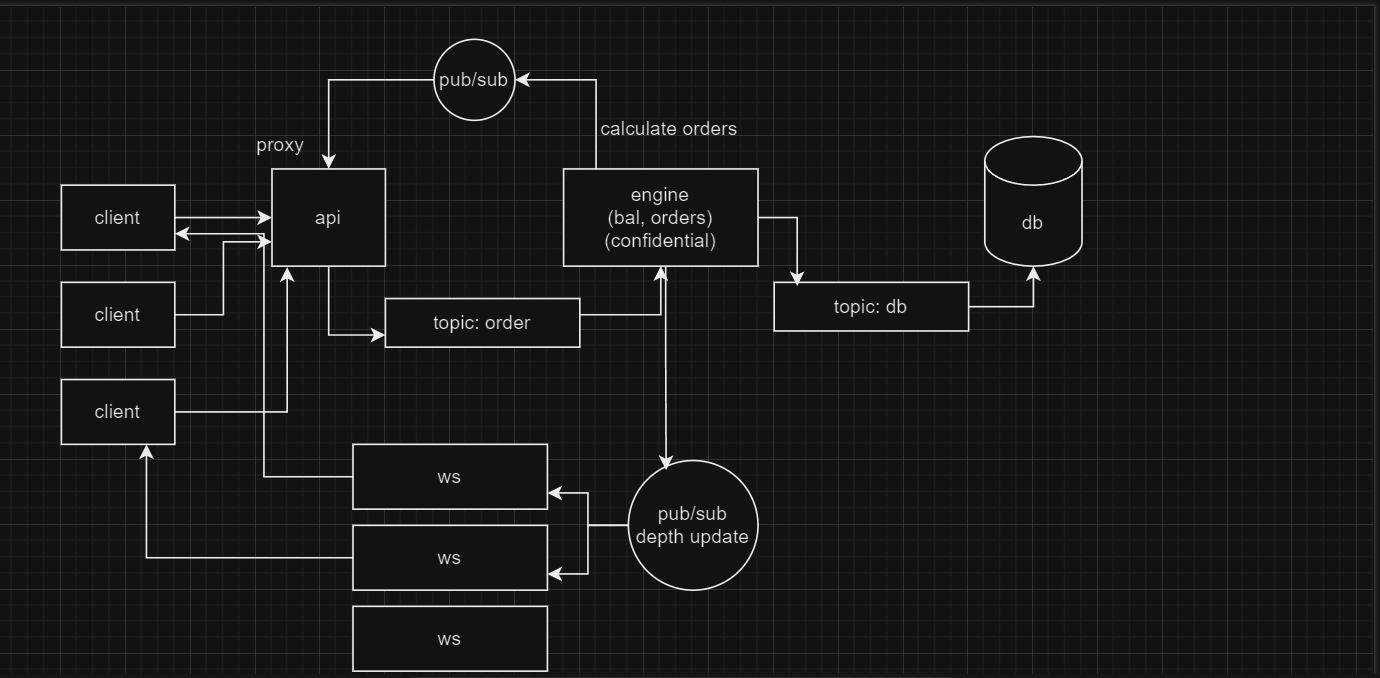 pub/sub
calculate orders
proxy
client
api
engine
(bal, orders)
(confidential)
db
client
topic: order
topic: db
client
ws
pub/sub
depth update
ws
ws